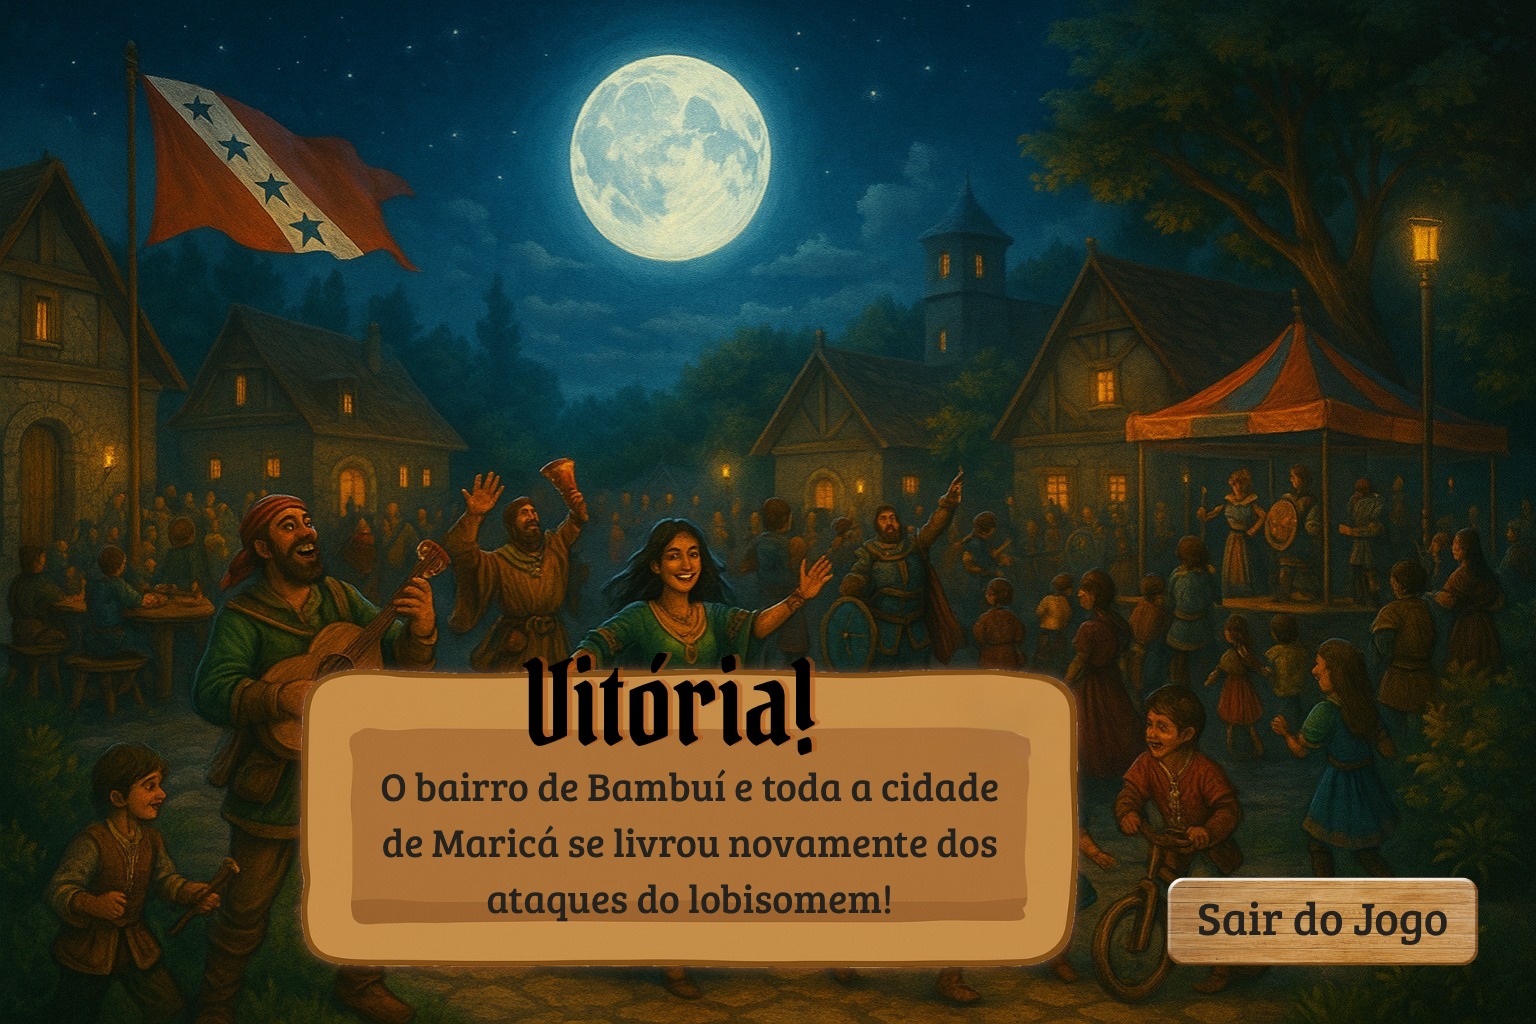 Vitória!
O bairro de Bambuí e toda a cidade
de Maricá se livrou novamente dos
ataques do lobisomem!
Sair do Jogo